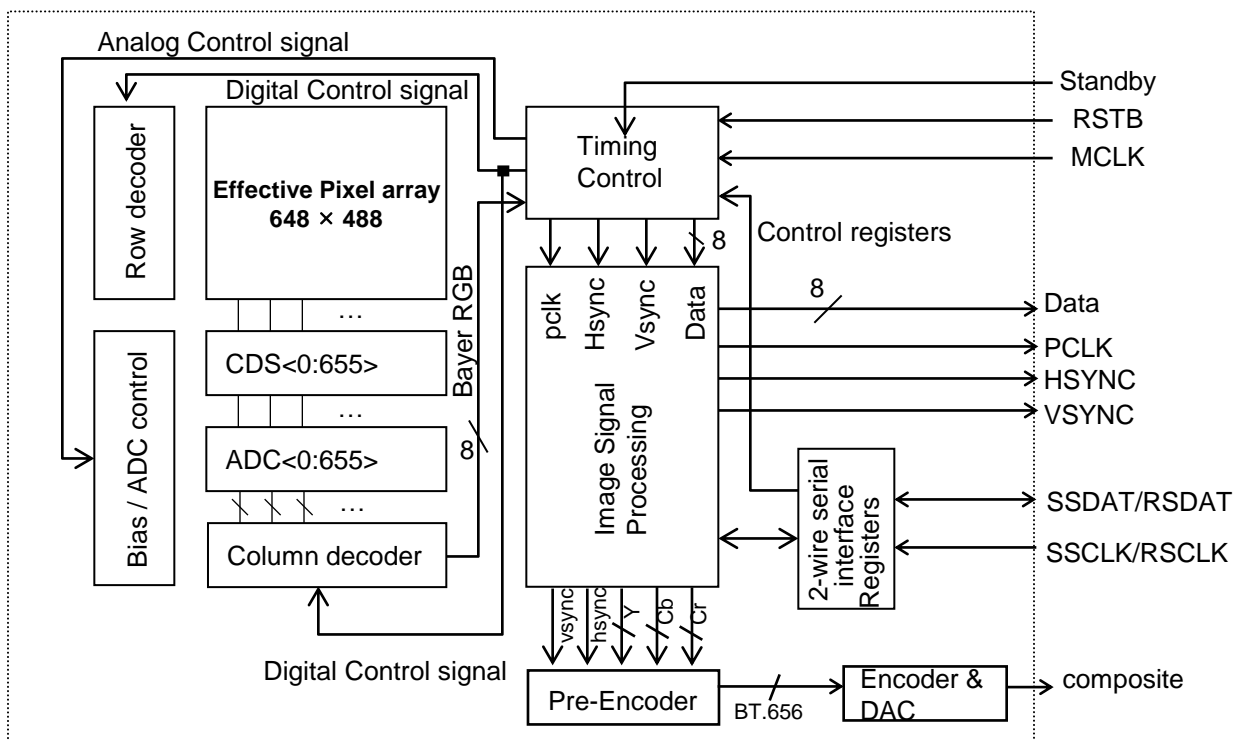 Analog Control signal
Digital Control signal
Standby
RSTB
MCLK
Timing
Control
Row decoder
Effective Pixel array
648 × 488
8
Control registers
pclk
Hsync
Vsync
Data
8
Data
PCLK
HSYNC
VSYNC
...
CDS<0:655>
Bayer RGB
...
Bias / ADC control
ADC<0:655>
8
Image Signal
Processing
...
Column decoder
2-wire serial
interface
Registers
SSDAT/RSDAT
SSCLK/RSCLK
vsync
hsync
Y
Cb
Cr
Digital Control signal
Pre-Encoder
BT.656
Encoder &
DAC
composite